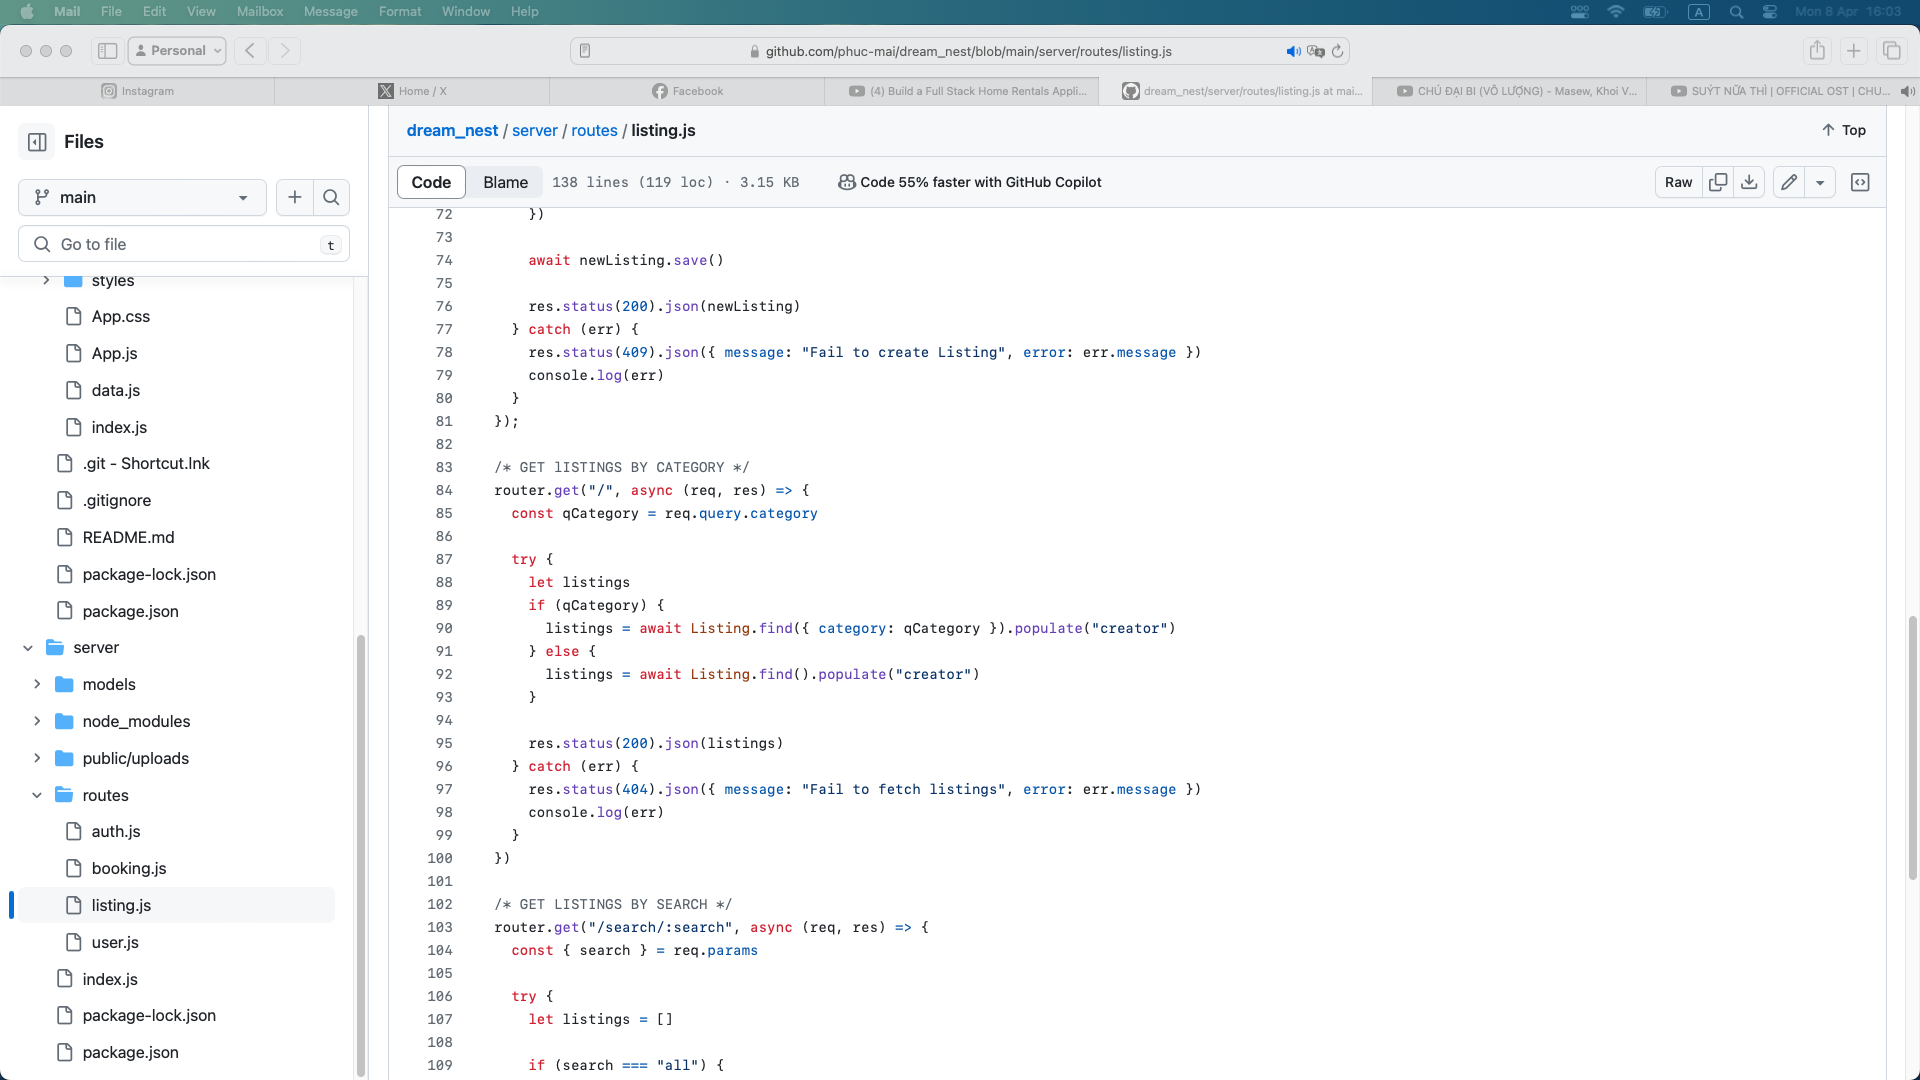 Mail File Edit View Mailbox Message Format Window Help
A
Mon 8 Apr 16:03
Personal
github.com/phuc-mai/dream_nest/blob/main/server/routes/listing.js
Instagram
Home / X
Facebook
(4) Build a Full Stack Home Rentals Appli...
dream_nest/server/routes/listing.js at mai...
CHÚ ĐẠI BI (VÔ LƯỢNG) - Masew, Khoi V...
SUÝT NỮA THÌ | OFFICIAL OST | CHU...
Files
main
Go to file
t
styles
App.css
App.js
data.js
index.js
.git - Shortcut.lnk
.gitignore
README.md
package-lock.json
package.json
server
models
node_modules
public/uploads
routes
auth.js
booking.js
listing.js
user.js
index.js
package-lock.json
package.json
dream_nest / server / routes / listing.js
Top
Code Blame 138 lines (119 loc) · 3.15 KB Code 55% faster with GitHub Copilot
Raw
72 })
73
74 await newListing.save()
75
76 res.status(200).json(newListing)
77 } catch (err) {
78 res.status(409).json({ message: "Fail to create Listing", error: err.message })
79 console.log(err)
80 }
81 });
82
83 /* GET lISTINGS BY CATEGORY */
84 router.get("/", async (req, res) => {
85 const qCategory = req.query.category
86
87 try {
88 let listings
89 if (qCategory) {
90 listings = await Listing.find({ category: qCategory }).populate("creator")
91 } else {
92 listings = await Listing.find().populate("creator")
93 }
94
95 res.status(200).json(listings)
96 } catch (err) {
97 res.status(404).json({ message: "Fail to fetch listings", error: err.message })
98 console.log(err)
99 }
100 })
101
102 /* GET LISTINGS BY SEARCH */
103 router.get("/search/:search", async (req, res) => {
104 const { search } = req.params
105
106 try {
107 let listings = []
108
109 if (search === "all") {